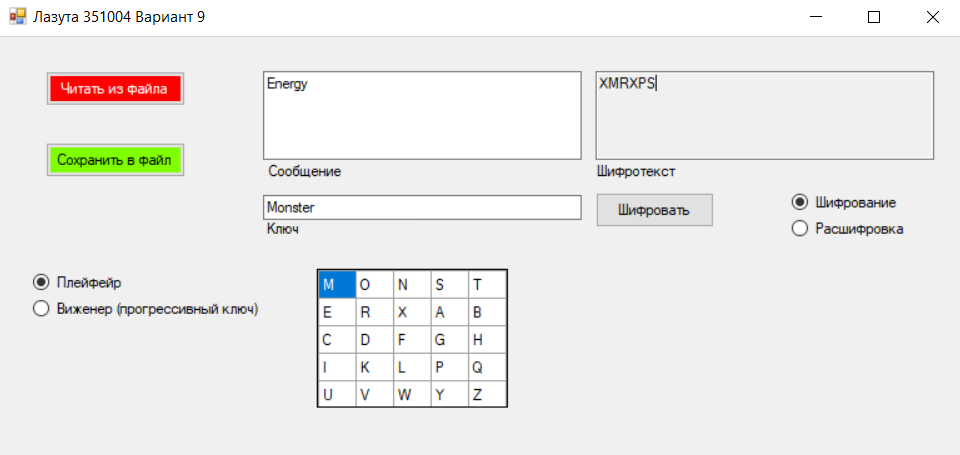 Лазута 351004 Вариант 9
Читать из файла
Energy
XMRXPS
Сохранить в файл
Сообщение
Шифротекст
Monster
Шифровать
Шифрование
Ключ
Расшифровка
Плейфейр
Виженер (прогрессивный ключ)
M O N S T
E R X A B
C D F G H
I K L P Q
U V W Y Z